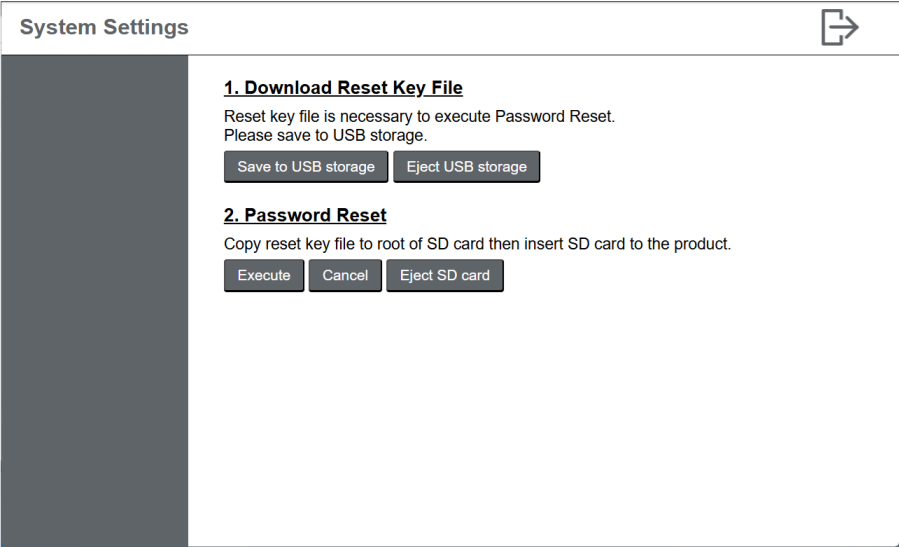 System Settings
1. Download Reset Key File
Reset key file is necessary to execute Password Reset.
Please save to USB storage.
Save to USB storage Eject USB storage
2. Password Reset
Copy reset key file to root of SD card then insert SD card to the product.
Execute Cancel Eject SD card